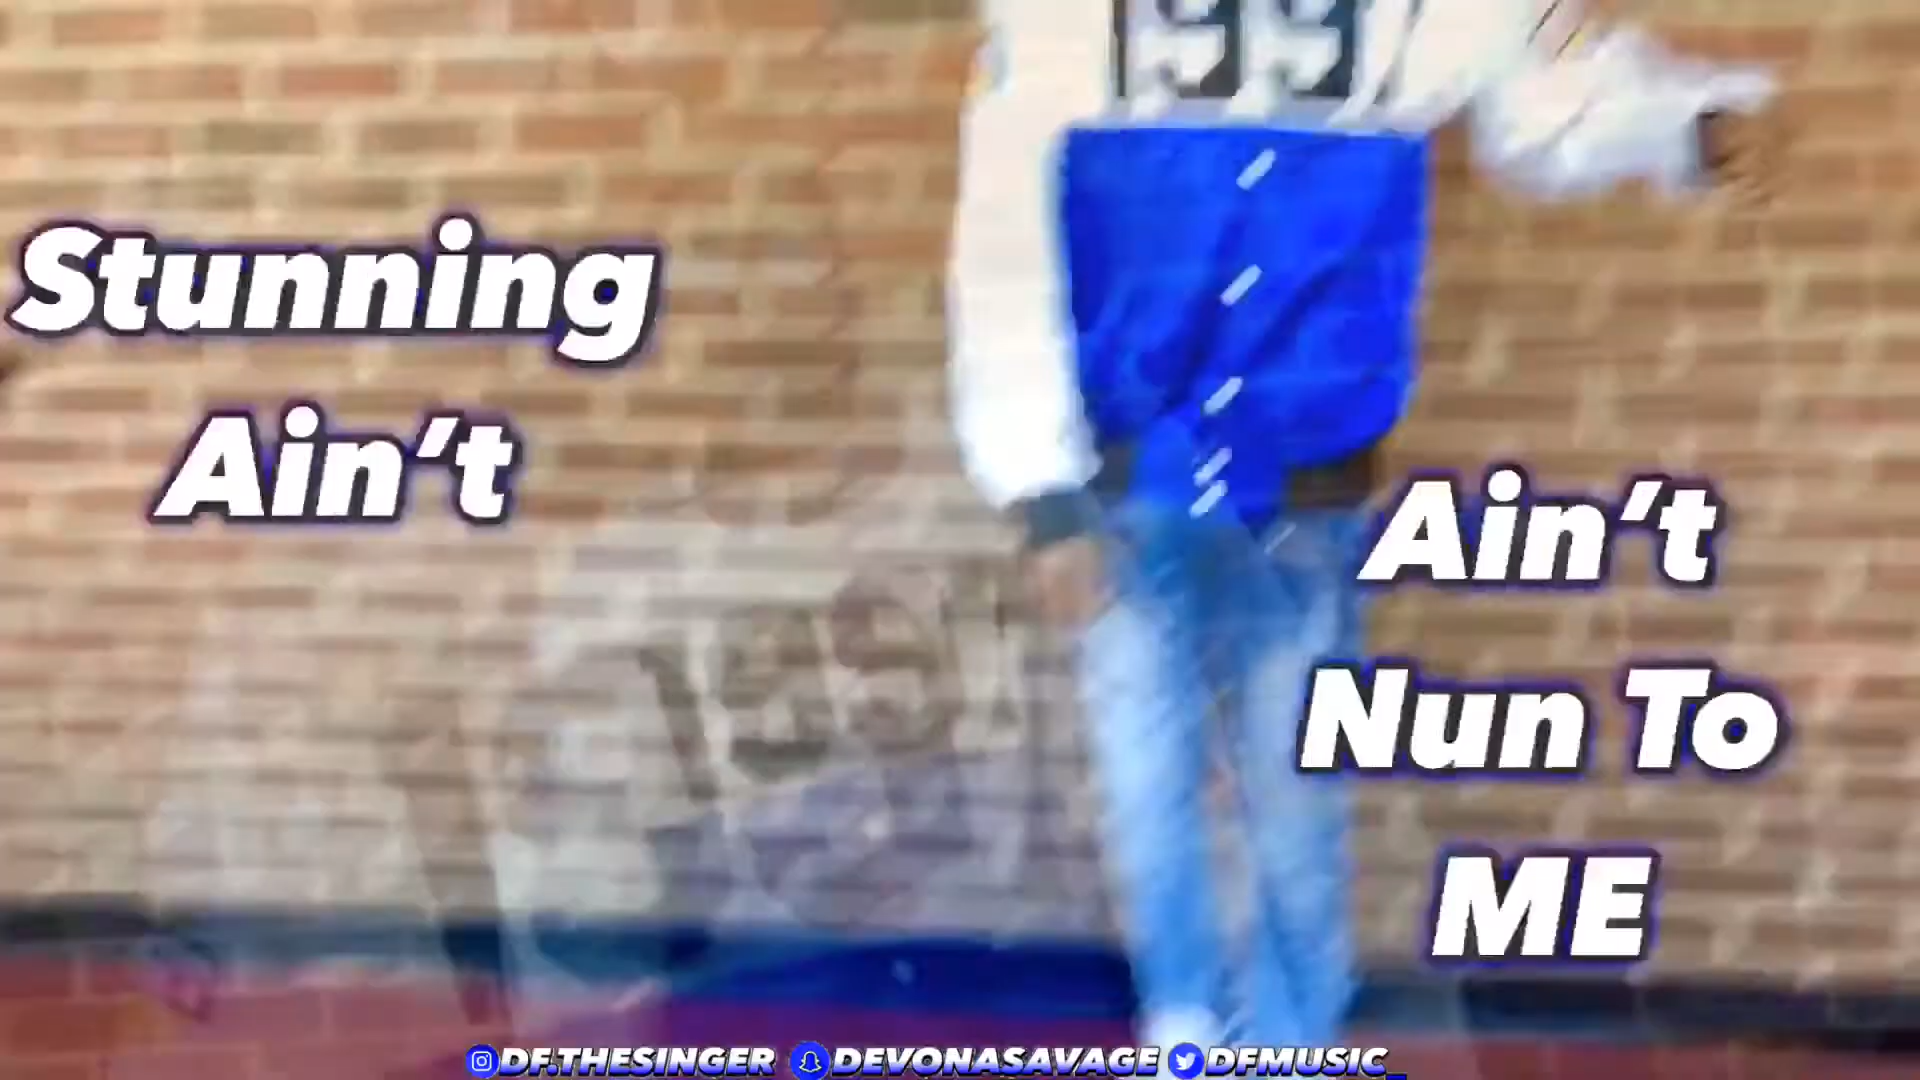 Stunning
Ain't
Ain't
Nun To
ME
DF.THESINGER DEVONASAVAGE DFMUSIC_